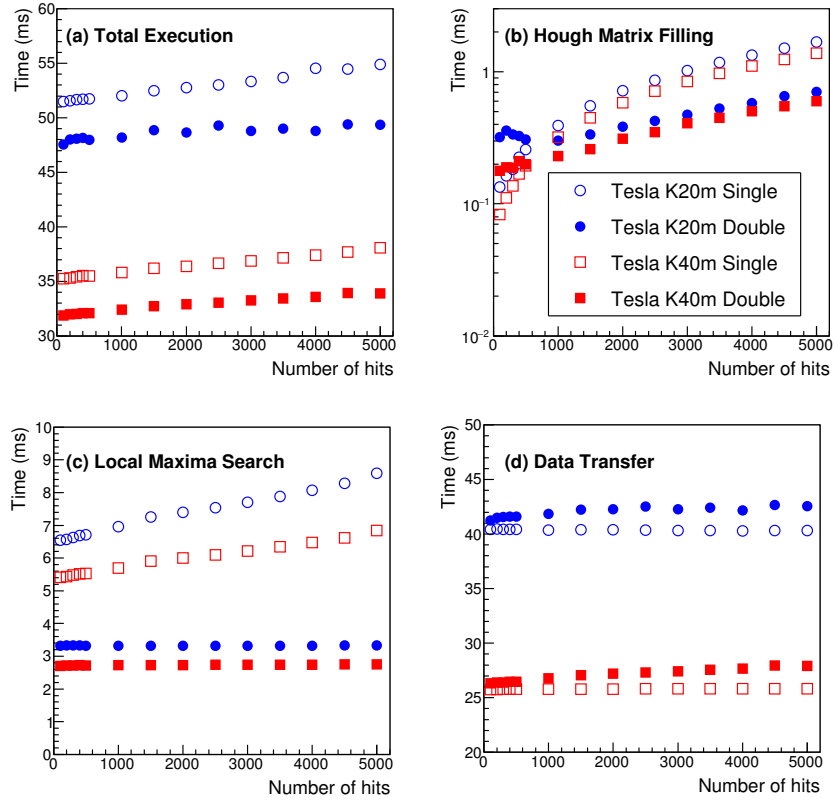 (a) Total Execution
Time (ms)
60
55
50
45
40
35
30
0 1000 2000 3000 4000 5000
Number of hits
(b) Hough Matrix Filling
Time (ms)
1
10⁻¹
10⁻²
Tesla K20m Single
Tesla K20m Double
Tesla K40m Single
Tesla K40m Double
0 1000 2000 3000 4000 5000
Number of hits
(c) Local Maxima Search
Time (ms)
10
9
8
7
6
5
4
3
2
1
0
0 1000 2000 3000 4000 5000
Number of hits
(d) Data Transfer
Time (ms)
50
45
40
35
30
25
20
0 1000 2000 3000 4000 5000
Number of hits